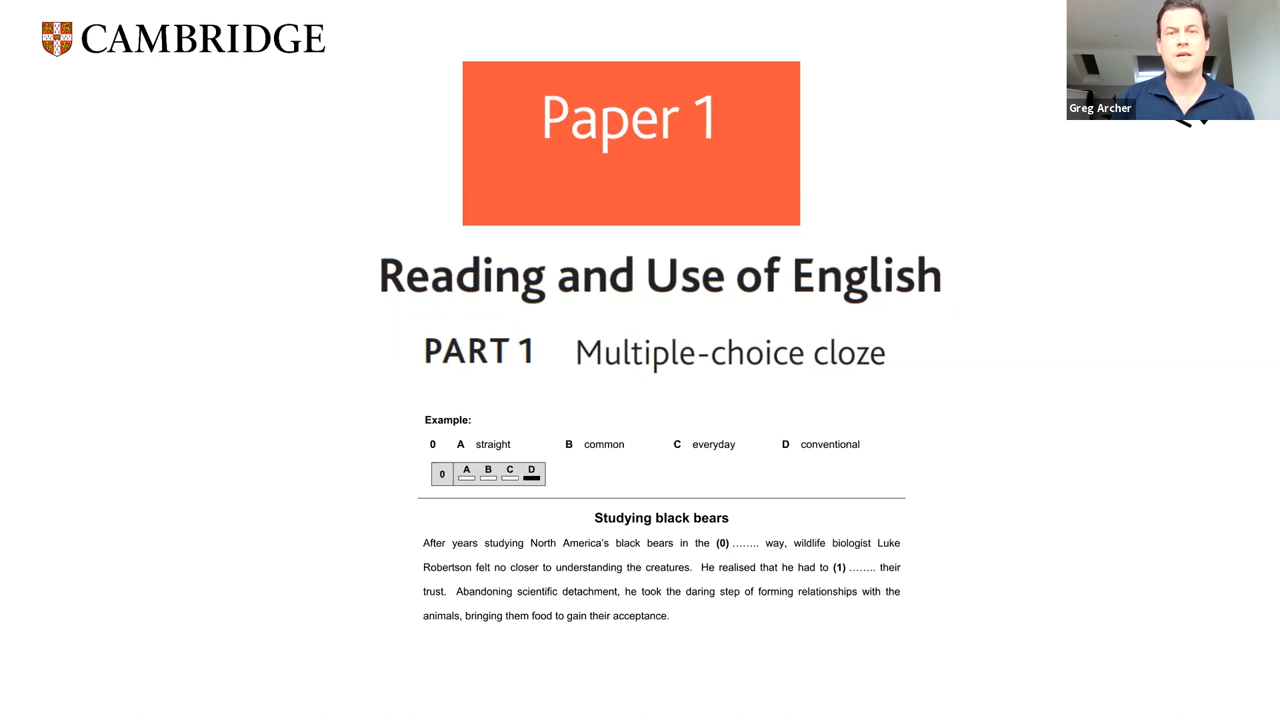 CAMBRIDGE
Greg Archer
Paper 1
Reading and Use of English
PART 1 Multiple-choice cloze
Example:
0 A straight B common C everyday D conventional
0 A B C D
Studying black bears
After years studying North America's black bears in the (0) …….. way, wildlife biologist Luke
Robertson felt no closer to understanding the creatures. He realised that he had to (1) …….. their
trust. Abandoning scientific detachment, he took the daring step of forming relationships with the
animals, bringing them food to gain their acceptance.